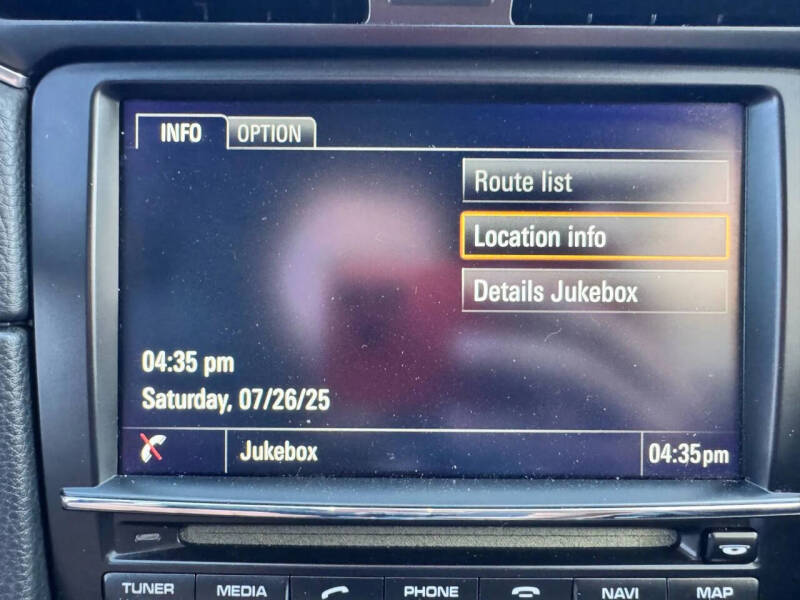 INFO OPTION
Route list
Location info
Details Jukebox
04:35 pm
Saturday, 07/26/25
Jukebox 04:35pm
TUNER MEDIA PHONE NAVI MAP